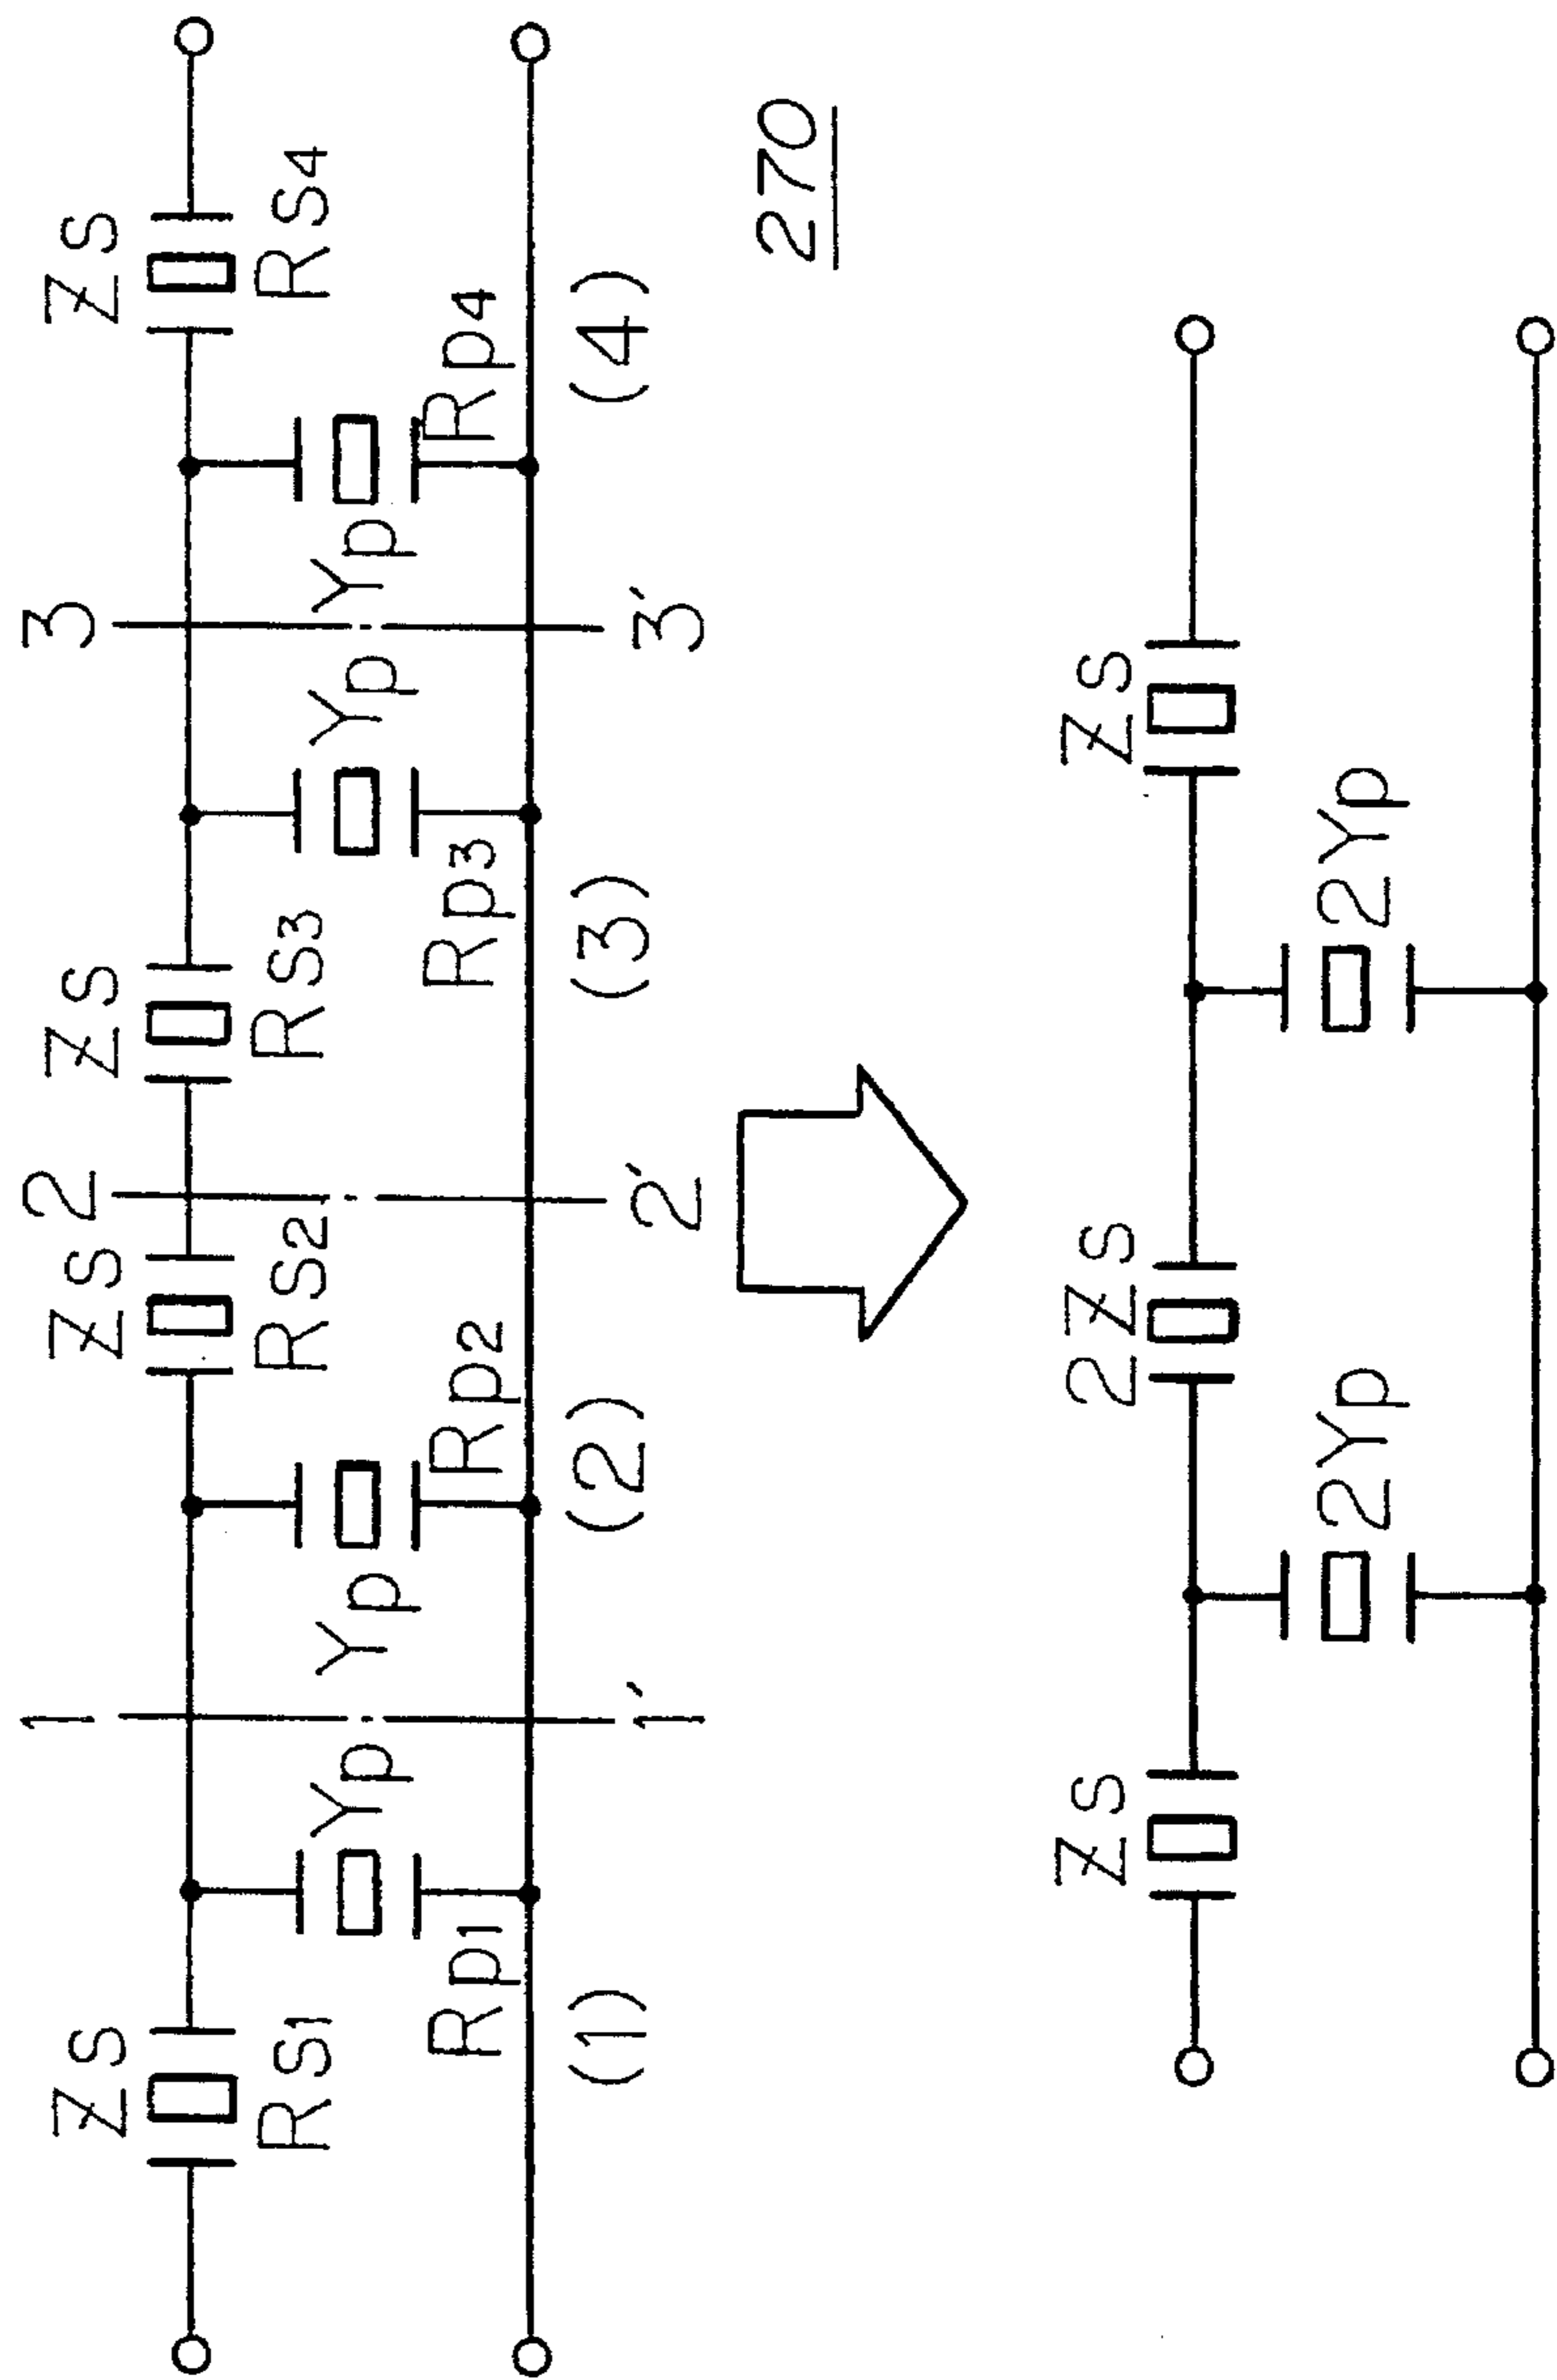 1 2 3
ZS ZS ZS ZS
RS1 RS2 RS3 RS4
Yp Yp Yp Yp
Rp1 Rp2 Rp3 Rp4
(1) (2) (3) (4)
1' 2' 3'
270
ZS 2ZS ZS
2Yp 2Yp